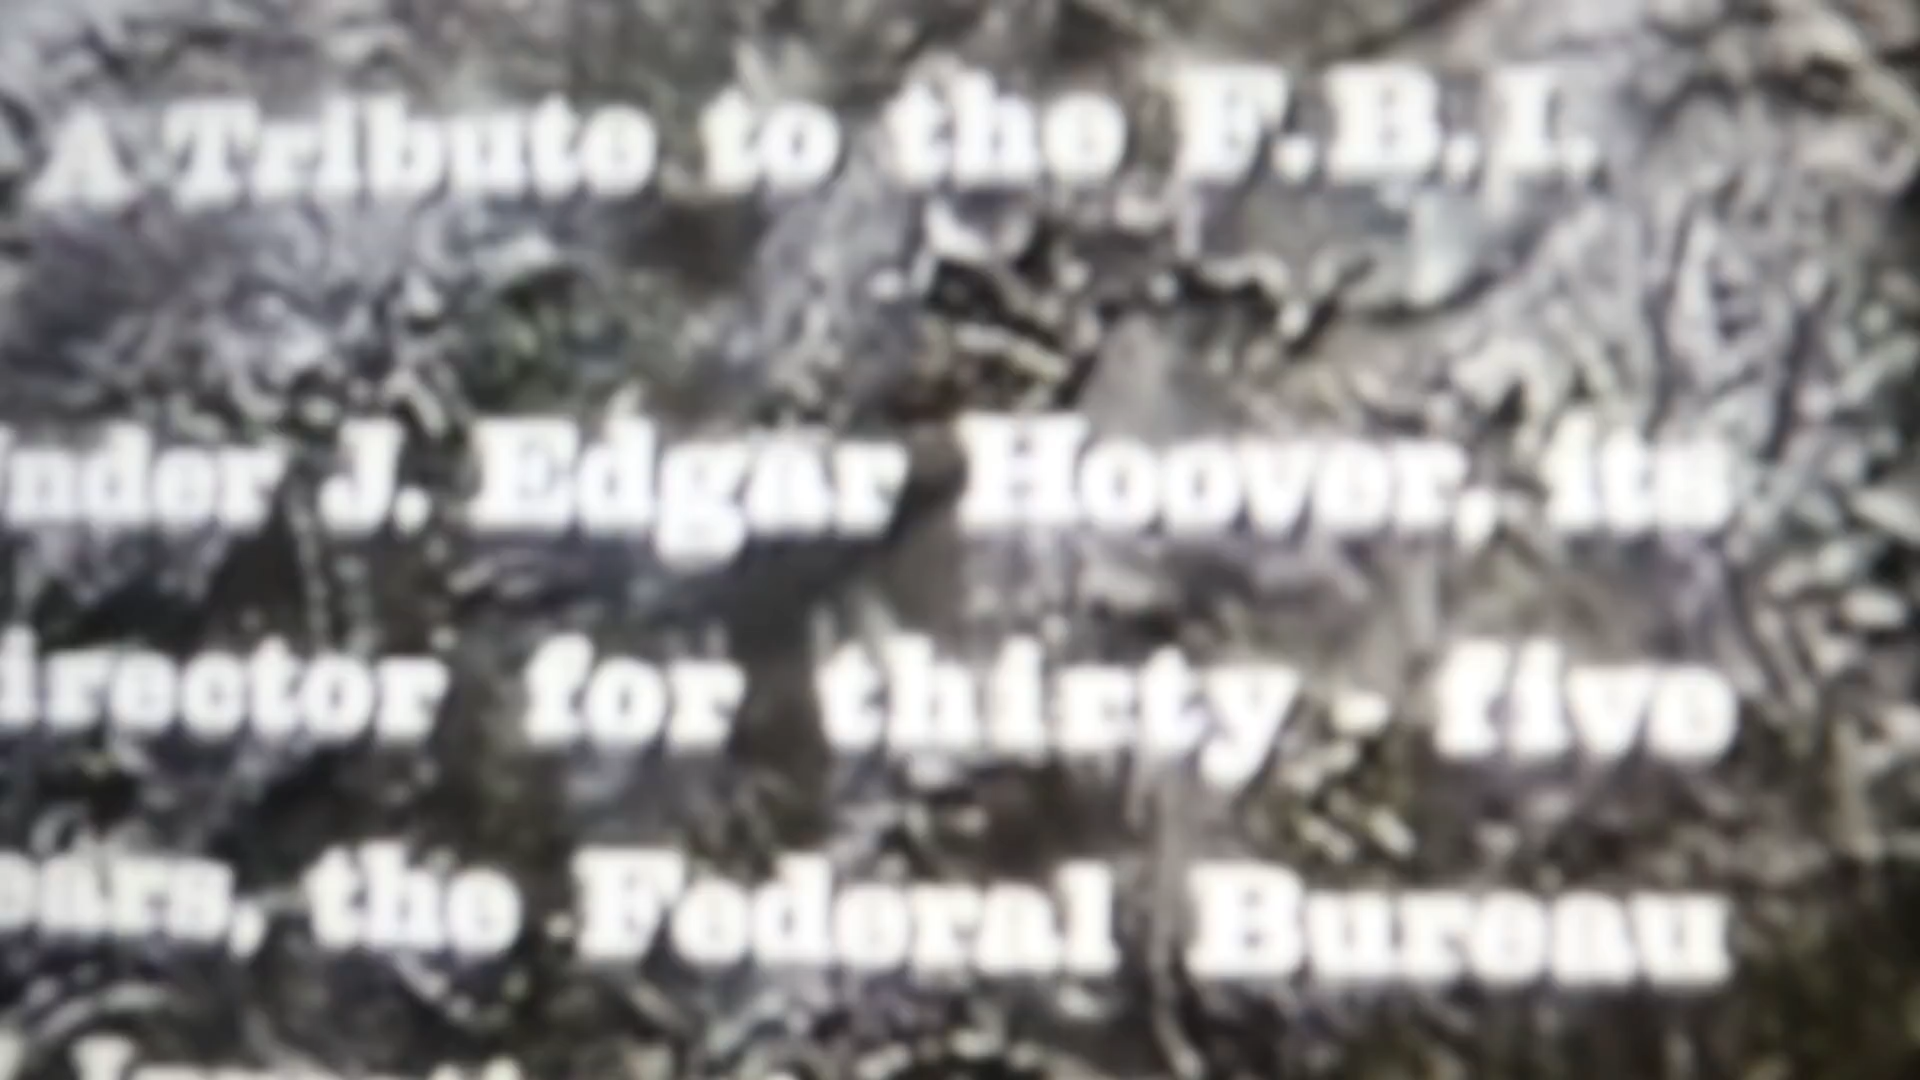 A Tribute to the F.B.I.
nder J. Edgar Hoover, its
irector for thirty - five
ears, the Federal Bureau